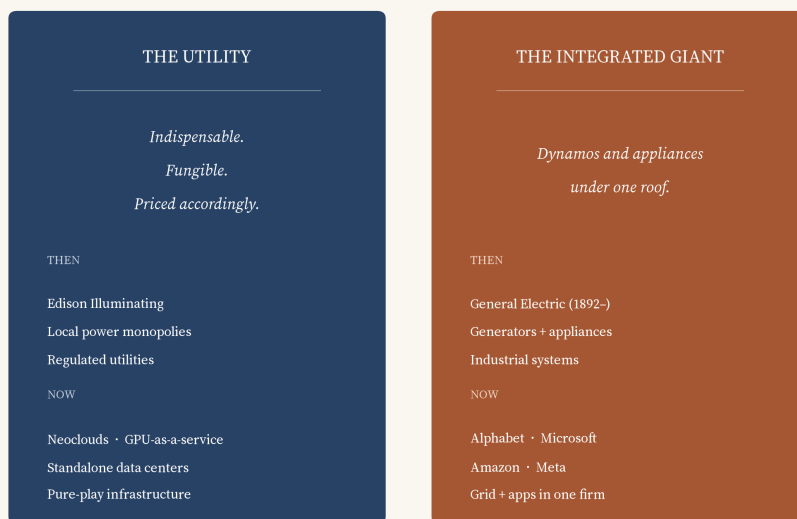 THE UTILITY
Indispensable.
Fungible.
Priced accordingly.
THEN
Edison Illuminating
Local power monopolies
Regulated utilities
NOW
Neoclouds · GPU-as-a-service
Standalone data centers
Pure-play infrastructure
THE INTEGRATED GIANT
Dynamos and appliances
under one roof.
THEN
General Electric (1892–)
Generators + appliances
Industrial systems
NOW
Alphabet · Microsoft
Amazon · Meta
Grid + apps in one firm